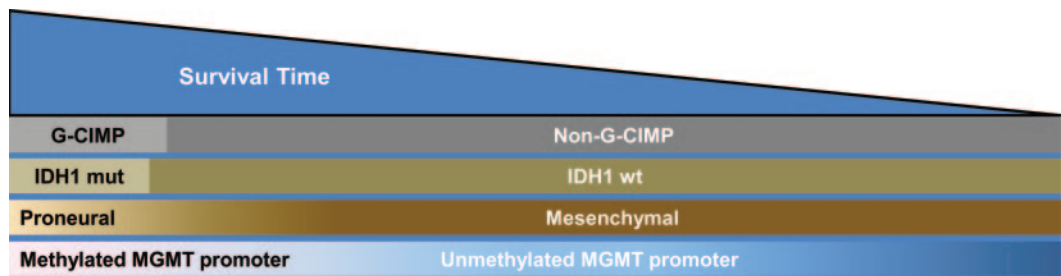 Survival Time
G-CIMP Non-G-CIMP
IDH1 mut IDH1 wt
Proneural Mesenchymal
Methylated MGMT promoter Unmethylated MGMT promoter